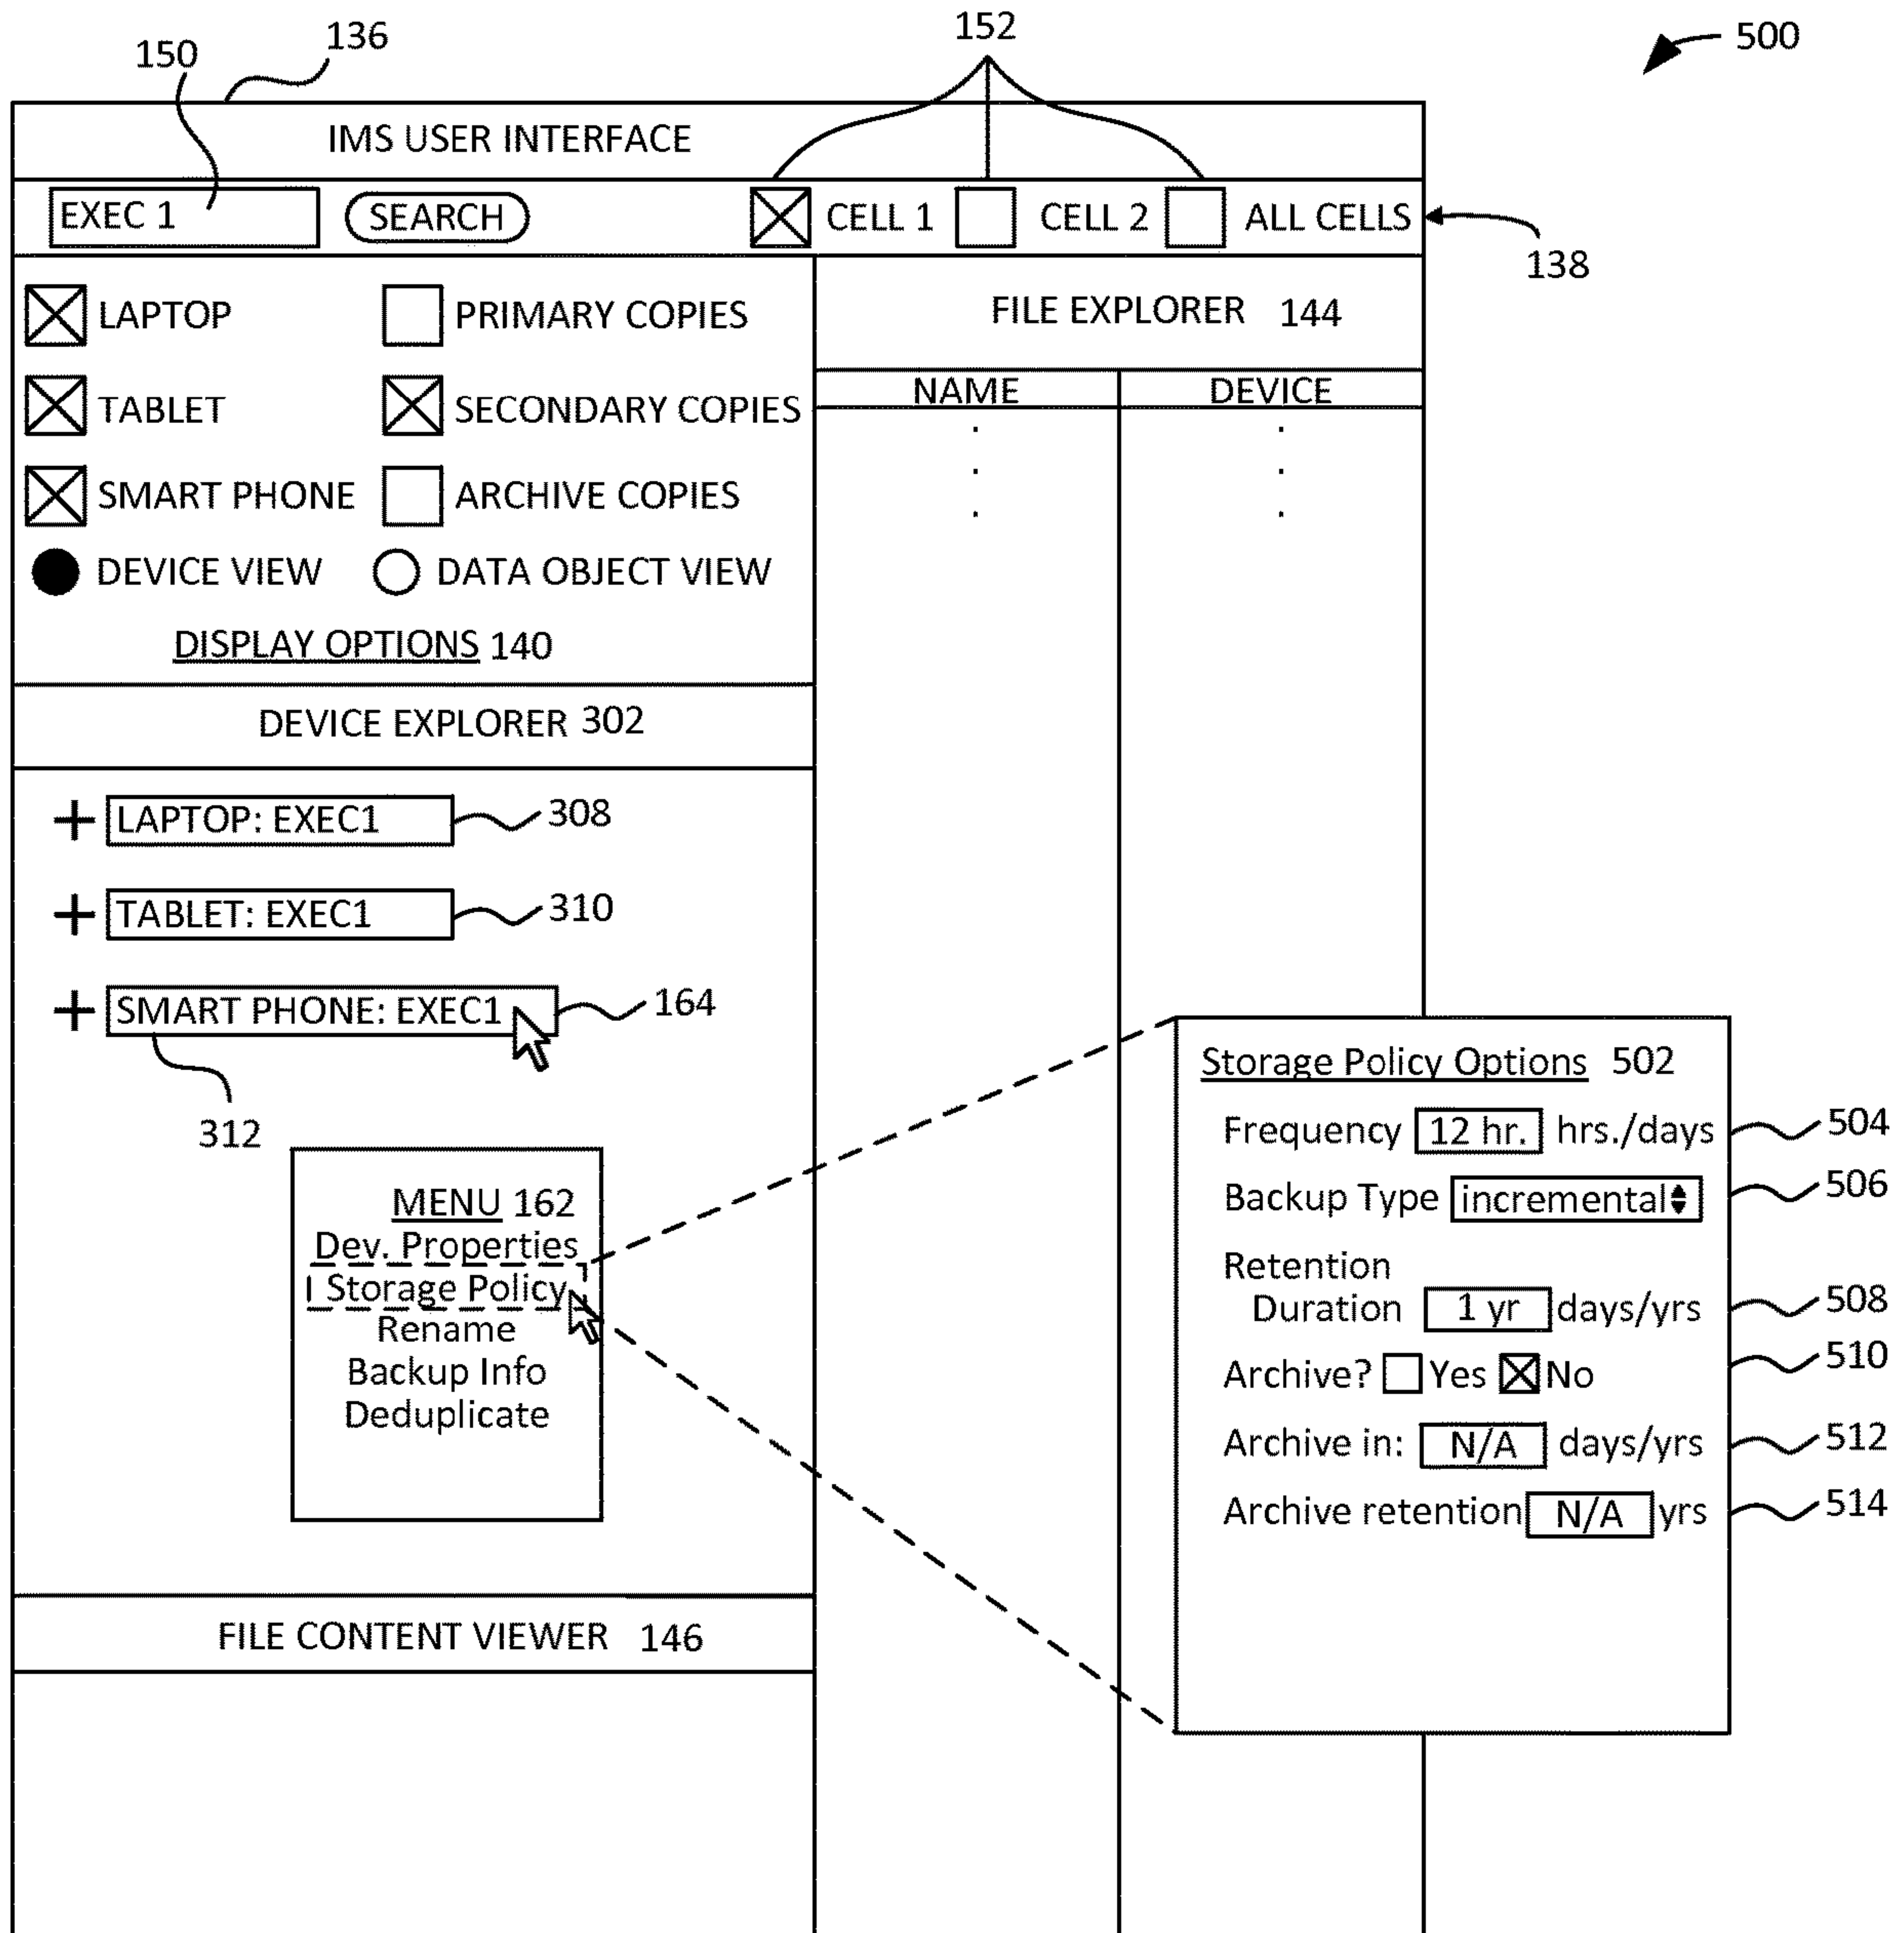 150
136
152
500
IMS USER INTERFACE
EXEC 1
SEARCH
CELL 1
CELL 2
ALL CELLS
138
LAPTOP
PRIMARY COPIES
TABLET
SECONDARY COPIES
SMART PHONE
ARCHIVE COPIES
DEVICE VIEW
DATA OBJECT VIEW
DISPLAY OPTIONS 140
FILE EXPLORER 144
NAME
DEVICE
DEVICE EXPLORER 302
LAPTOP: EXEC1
308
TABLET: EXEC1
310
SMART PHONE: EXEC1
164
312
MENU 162
Dev. Properties
Storage Policy
Rename
Backup Info
Deduplicate
Storage Policy Options 502
Frequency 12 hr. hrs./days
504
Backup Type incremental
506
Retention
Duration 1 yr days/yrs
508
Archive? Yes No
510
Archive in: N/A days/yrs
512
Archive retention N/A yrs
514
FILE CONTENT VIEWER 146